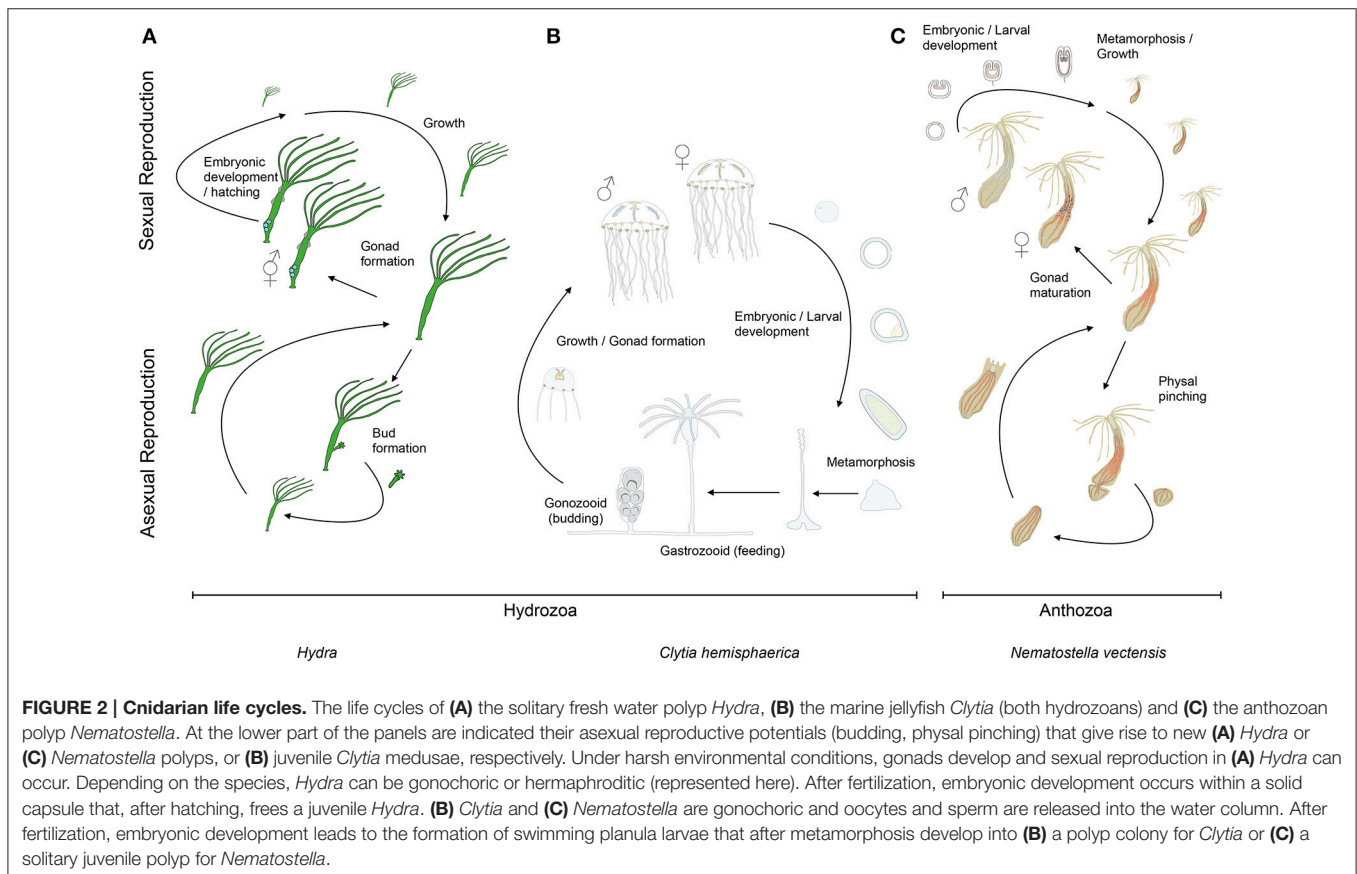 A
B
C
Sexual Reproduction
Asexual Reproduction
Growth
Embryonic
development
/ hatching
Gonad
formation
⚥
Bud
formation
♂
♀
Embryonic / Larval
development
Growth / Gonad formation
Metamorphosis
Gonozooid
(budding)
Gastrozooid (feeding)
Embryonic / Larval
development
Metamorphosis /
Growth
♂
♀
Gonad
maturation
Physal
pinching
Hydrozoa
Anthozoa
Hydra
Clytia hemisphaerica
Nematostella vectensis
FIGURE 2 | Cnidarian life cycles. The life cycles of (A) the solitary fresh water polyp Hydra, (B) the marine jellyfish Clytia (both hydrozoans) and (C) the anthozoan
polyp Nematostella. At the lower part of the panels are indicated their asexual reproductive potentials (budding, physal pinching) that give rise to new (A) Hydra or
(C) Nematostella polyps, or (B) juvenile Clytia medusae, respectively. Under harsh environmental conditions, gonads develop and sexual reproduction in (A) Hydra can
occur. Depending on the species, Hydra can be gonochoric or hermaphroditic (represented here). After fertilization, embryonic development occurs within a solid
capsule that, after hatching, frees a juvenile Hydra. (B) Clytia and (C) Nematostella are gonochoric and oocytes and sperm are released into the water column. After
fertilization, embryonic development leads to the formation of swimming planula larvae that after metamorphosis develop into (B) a polyp colony for Clytia or (C) a
solitary juvenile polyp for Nematostella.